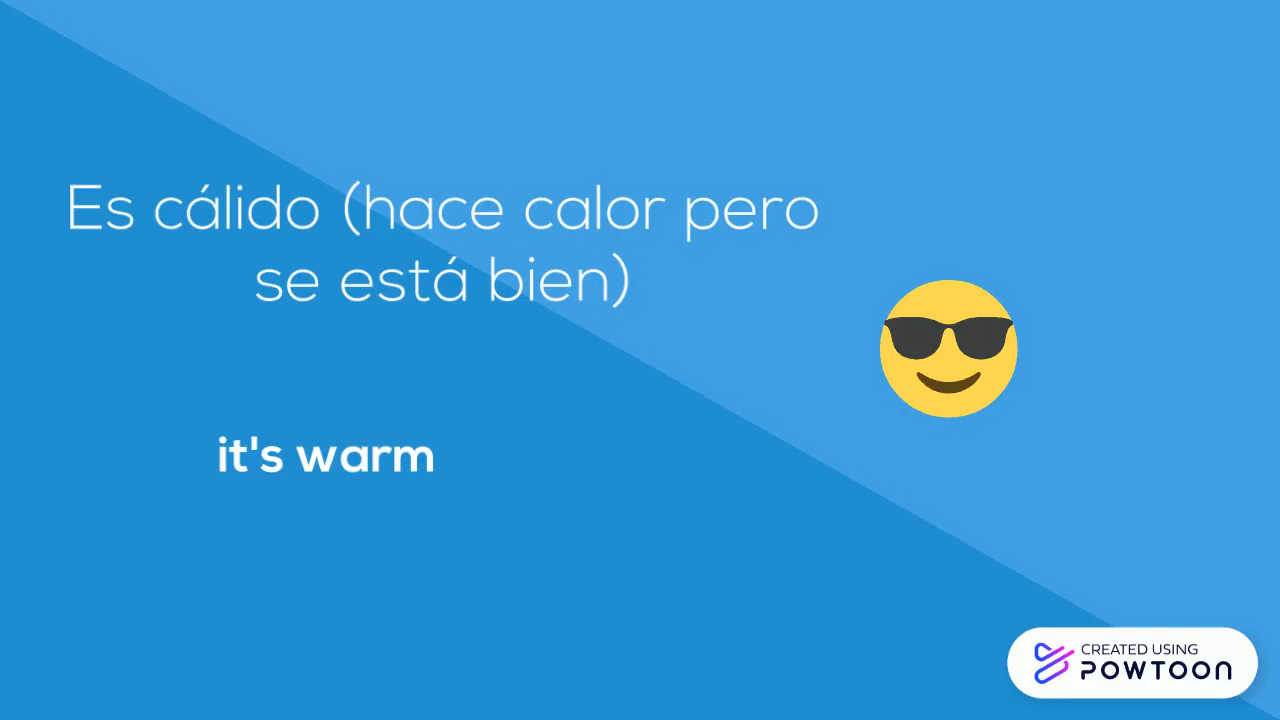 Es cálido (hace calor pero
se está bien)
it's warm
CREATED USING
POWTOON